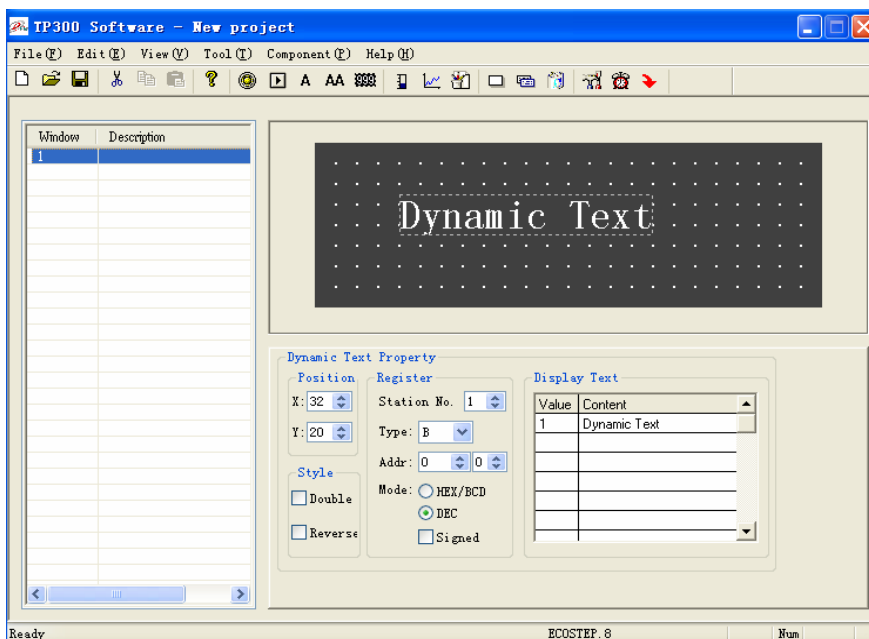 TP300 Software - New project
File(F) Edit(E) View(V) Tool(T) Component(P) Help(H)
A AA
Window Description
1
Dynamic Text
Dynamic Text Property
Position Register Display Text
X: 32 Station No. 1 Value Content
1 Dynamic Text
Y: 20 Type: B
Addr: 0 0
Style
Mode: HEX/BCD
Double
DEC
Reverse Signed
Ready ECOSTEP.8 Num